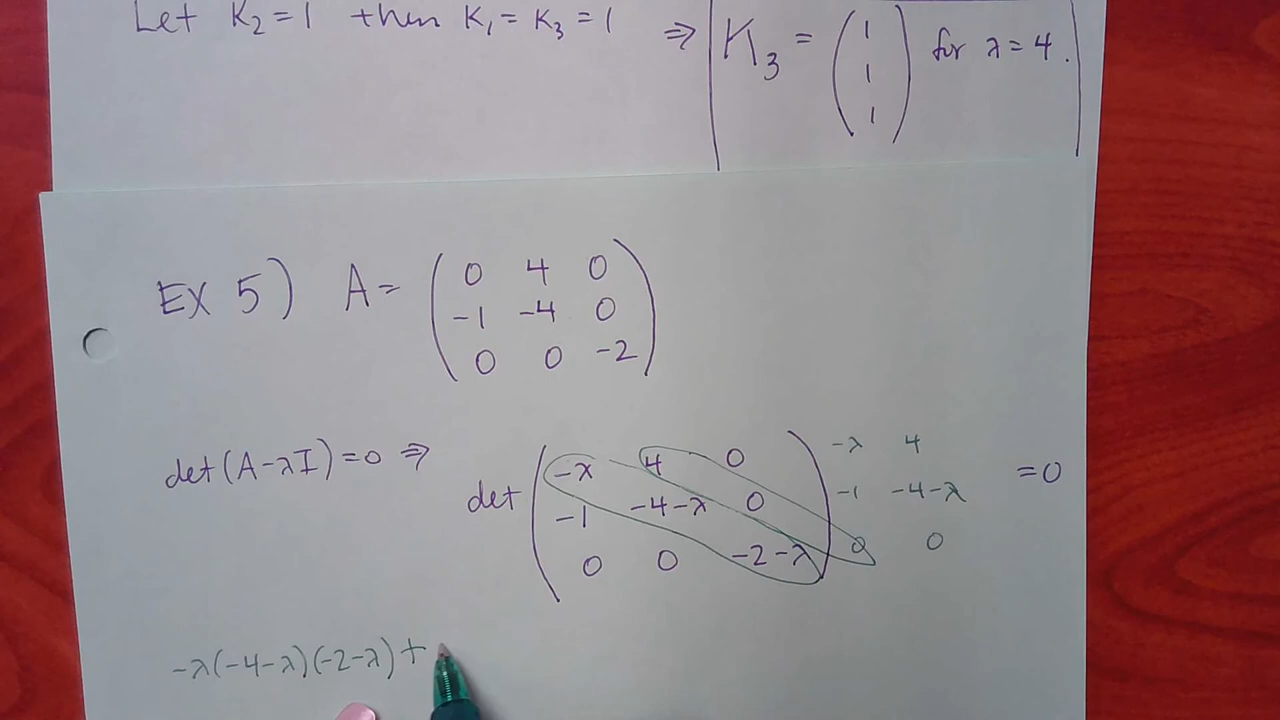 Let K₂ = 1 then K₁ = K₃ = 1 ⇒ K₃ = (1 1 1) for λ = 4.
EX 5) A = (0 4 0
-1 -4 0
0 0 -2)
det(A-λI) = 0 ⇒ det (-λ 4 0) -λ 4 = 0
-1 -4-λ 0 -1 -4-λ
0 0 -2-λ 0 0
-λ(-4-λ)(-2-λ) +